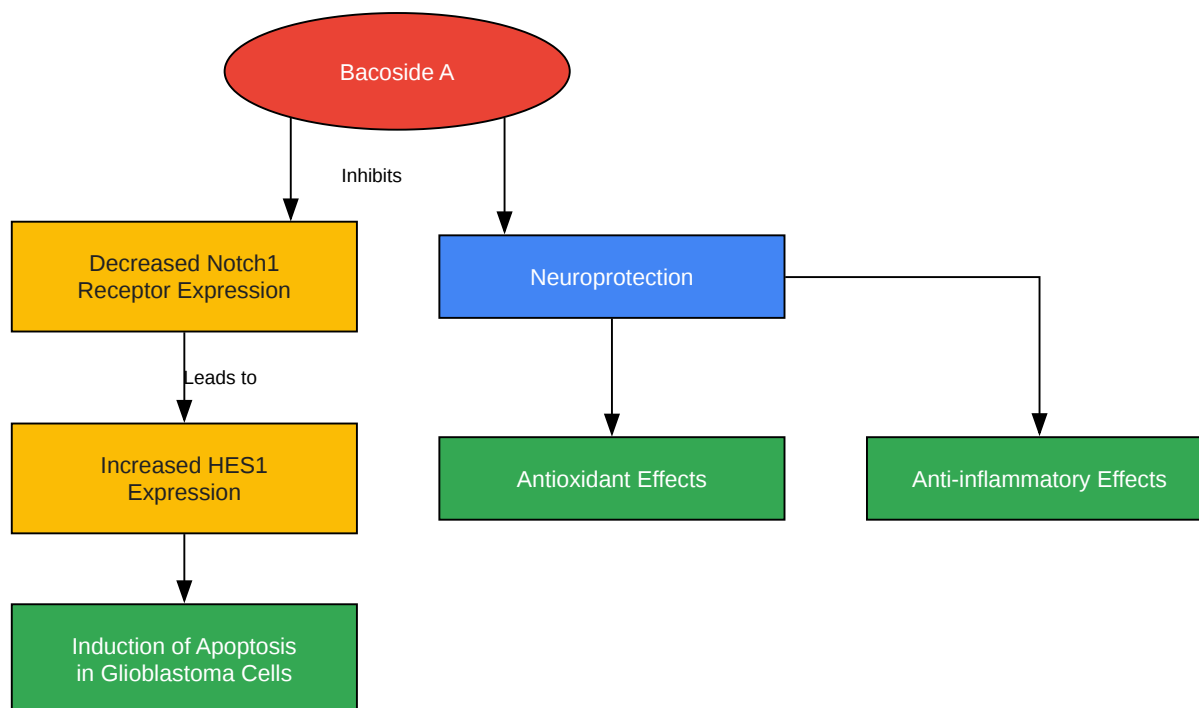 Bacoside A
Inhibits
Decreased Notch1
Receptor Expression
Neuroprotection
Leads to
Increased HES1
Expression
Antioxidant Effects
Anti-inflammatory Effects
Induction of Apoptosis
in Glioblastoma Cells